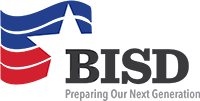 BISD
Preparing Our Next Generation